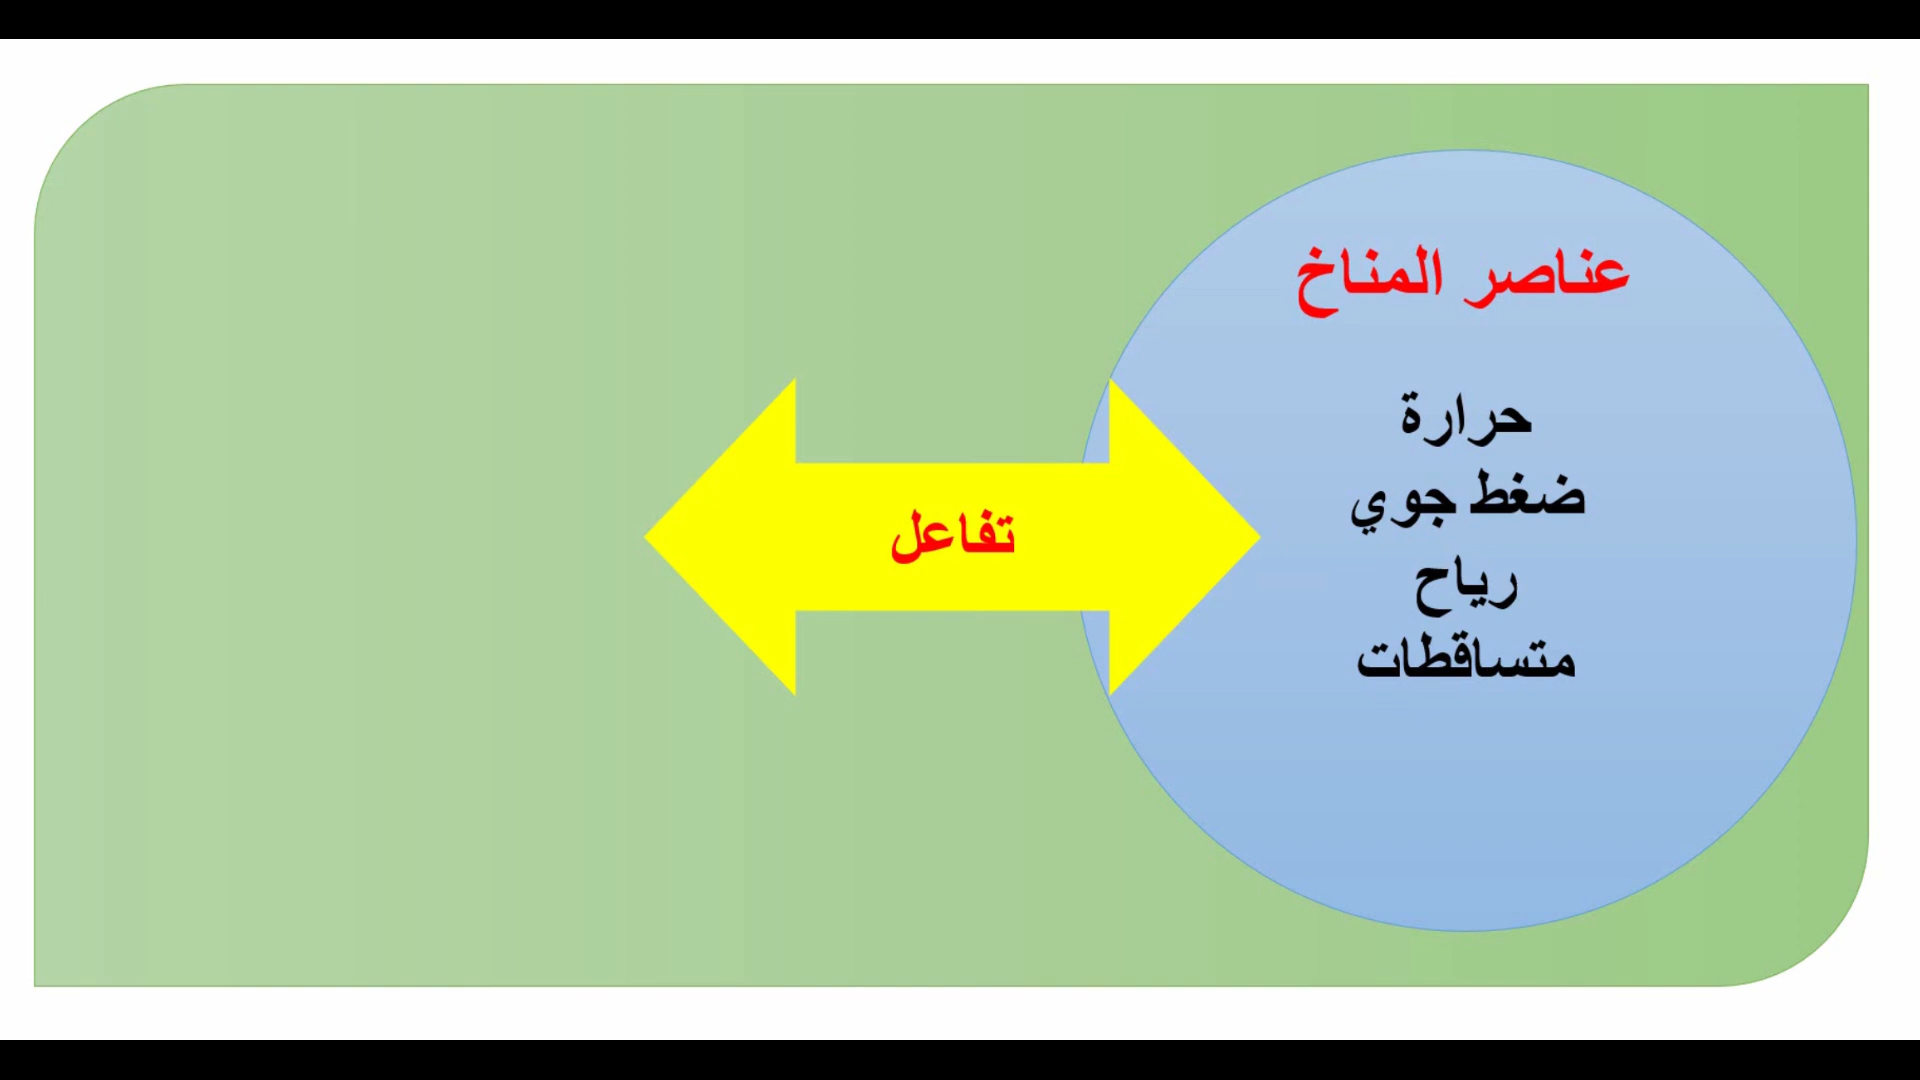 عناصر المناخ
حرارة
ضغط جوي
رياح
متساقطات
تفاعل